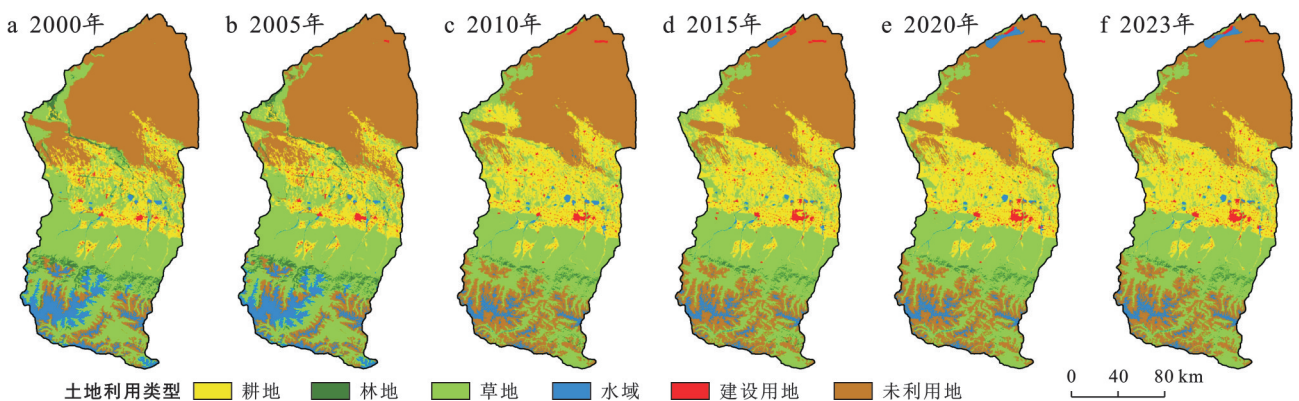 a 2000年 b 2005年 c 2010年 d 2015年 e 2020年 f 2023年
土地利用类型 耕地 林地 草地 水域 建设用地 未利用地 0 40 80 km